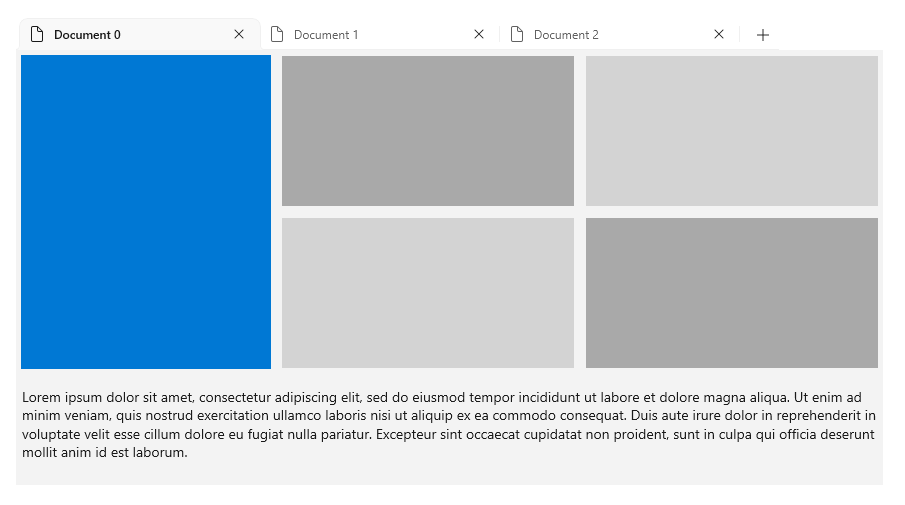 Document 0
Document 1
Document 2
Lorem ipsum dolor sit amet, consectetur adipiscing elit, sed do eiusmod tempor incididunt ut labore et dolore magna aliqua. Ut enim ad
minim veniam, quis nostrud exercitation ullamco laboris nisi ut aliquip ex ea commodo consequat. Duis aute irure dolor in reprehenderit in
voluptate velit esse cillum dolore eu fugiat nulla pariatur. Excepteur sint occaecat cupidatat non proident, sunt in culpa qui officia deserunt
mollit anim id est laborum.